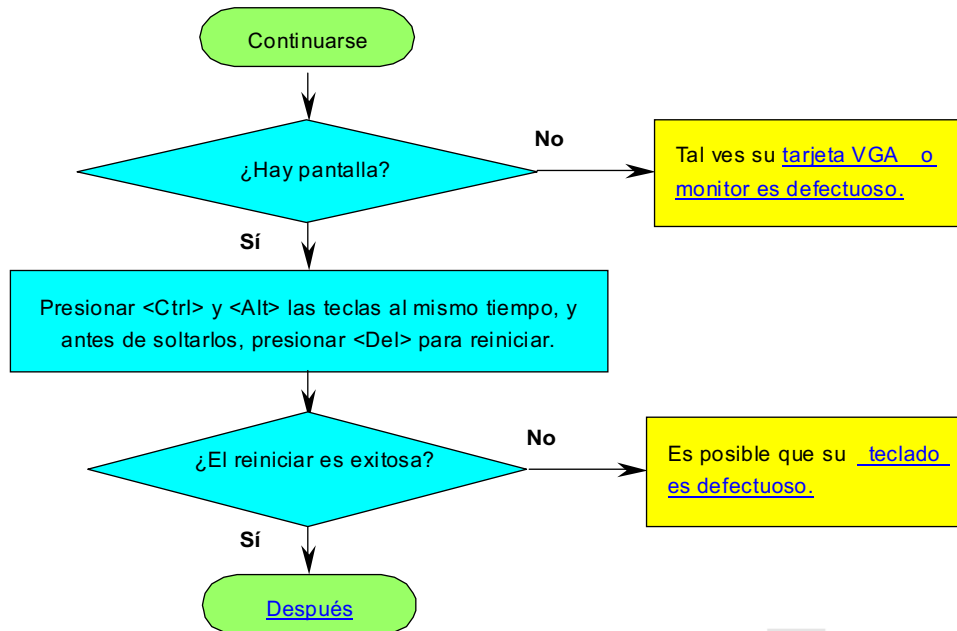 Continuarse
¿Hay pantalla?
No
Tal ves su tarjeta VGA o
monitor es defectuoso.
Sí
Presionar <Ctrl> y <Alt> las teclas al mismo tiempo, y
antes de soltarlos, presionar <Del> para reiniciar.
¿El reiniciar es exitosa?
No
Es posible que su teclado
es defectuoso.
Sí
Después